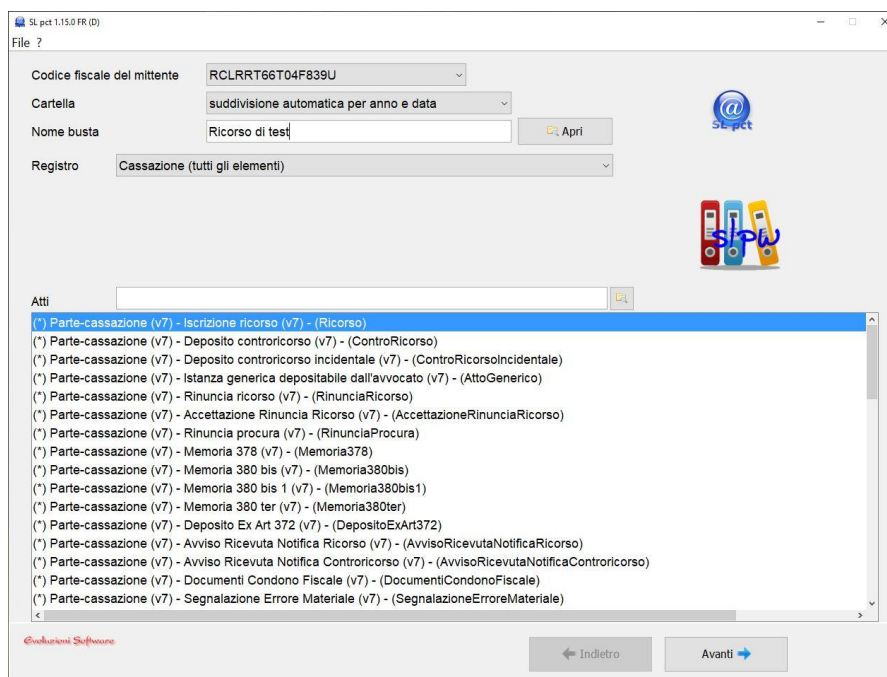 SL pct 1.15.0 FR (D)
File ?
Codice fiscale del mittente RCLRRT66T04F839U
Cartella suddivisione automatica per anno e data
Nome busta Ricorso di test Apri
SL pct
Registro Cassazione (tutti gli elementi)
slpw
Atti
(*) Parte-cassazione (v7) - Iscrizione ricorso (v7) - (Ricorso)
(*) Parte-cassazione (v7) - Deposito controricorso (v7) - (ControRicorso)
(*) Parte-cassazione (v7) - Deposito controricorso incidentale (v7) - (ControRicorsoIncidentale)
(*) Parte-cassazione (v7) - Istanza generica depositabile dall'avvocato (v7) - (AttoGenerico)
(*) Parte-cassazione (v7) - Rinuncia ricorso (v7) - (RinunciaRicorso)
(*) Parte-cassazione (v7) - Accettazione Rinuncia Ricorso (v7) - (AccettazioneRinunciaRicorso)
(*) Parte-cassazione (v7) - Rinuncia procura (v7) - (RinunciaProcura)
(*) Parte-cassazione (v7) - Memoria 378 (v7) - (Memoria378)
(*) Parte-cassazione (v7) - Memoria 380 bis (v7) - (Memoria380bis)
(*) Parte-cassazione (v7) - Memoria 380 bis 1 (v7) - (Memoria380bis1)
(*) Parte-cassazione (v7) - Memoria 380 ter (v7) - (Memoria380ter)
(*) Parte-cassazione (v7) - Deposito Ex Art 372 (v7) - (DepositoExArt372)
(*) Parte-cassazione (v7) - Avviso Ricevuta Notifica Ricorso (v7) - (AvvisoRicevutaNotificaRicorso)
(*) Parte-cassazione (v7) - Avviso Ricevuta Notifica Controricorso (v7) - (AvvisoRicevutaNotificaControricorso)
(*) Parte-cassazione (v7) - Documenti Condono Fiscale (v7) - (DocumentiCondonoFiscale)
(*) Parte-cassazione (v7) - Segnalazione Errore Materiale (v7) - (SegnalazioneErroreMateriale)
Evoluzioni Software
Indietro Avanti